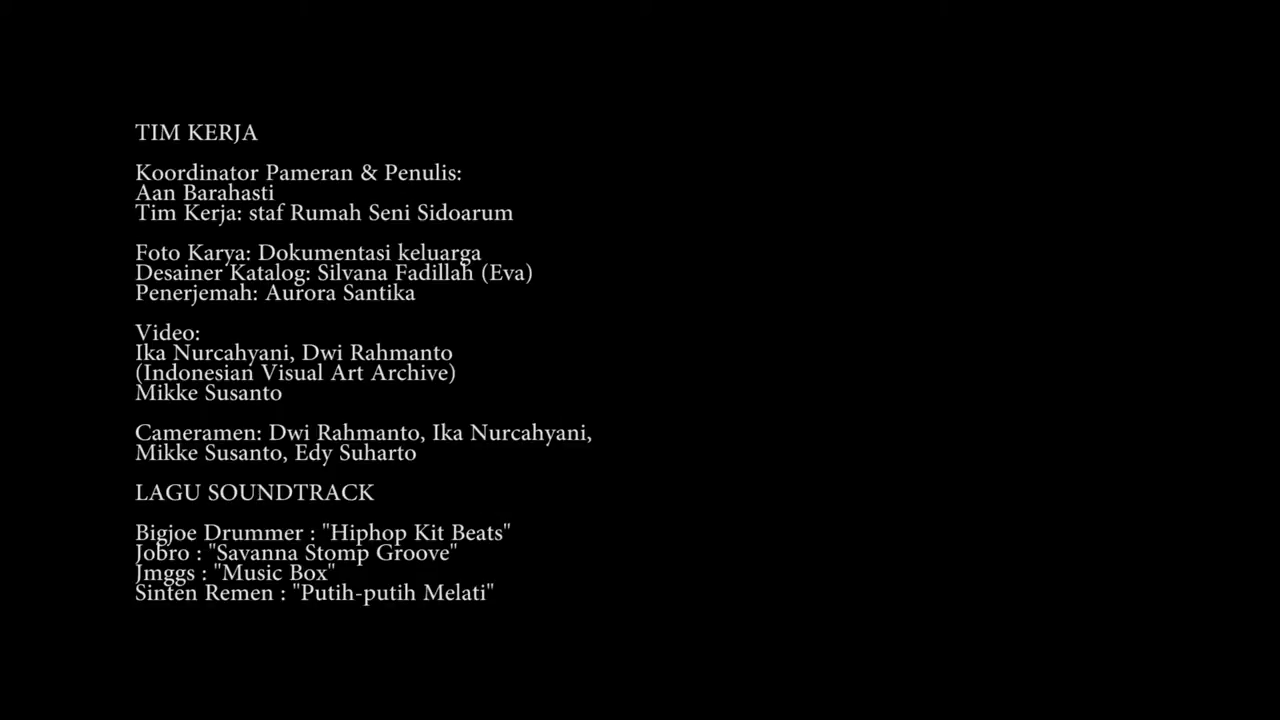 TIM KERJA
Koordinator Pameran & Penulis:
Aan Barahasti
Tim Kerja: staf Rumah Seni Sidoarum
Foto Karya: Dokumentasi keluarga
Desainer Katalog: Silvana Fadillah (Eva)
Penerjemah: Aurora Santika
Video:
Ika Nurcahyani, Dwi Rahmanto
(Indonesian Visual Art Archive)
Mikke Susanto
Cameramen: Dwi Rahmanto, Ika Nurcahyani,
Mikke Susanto, Edy Suharto
LAGU SOUNDTRACK
Bigjoe Drummer : "Hiphop Kit Beats"
Jobro : "Savanna Stomp Groove"
Jmggs : "Music Box"
Sinten Remen : "Putih-putih Melati"